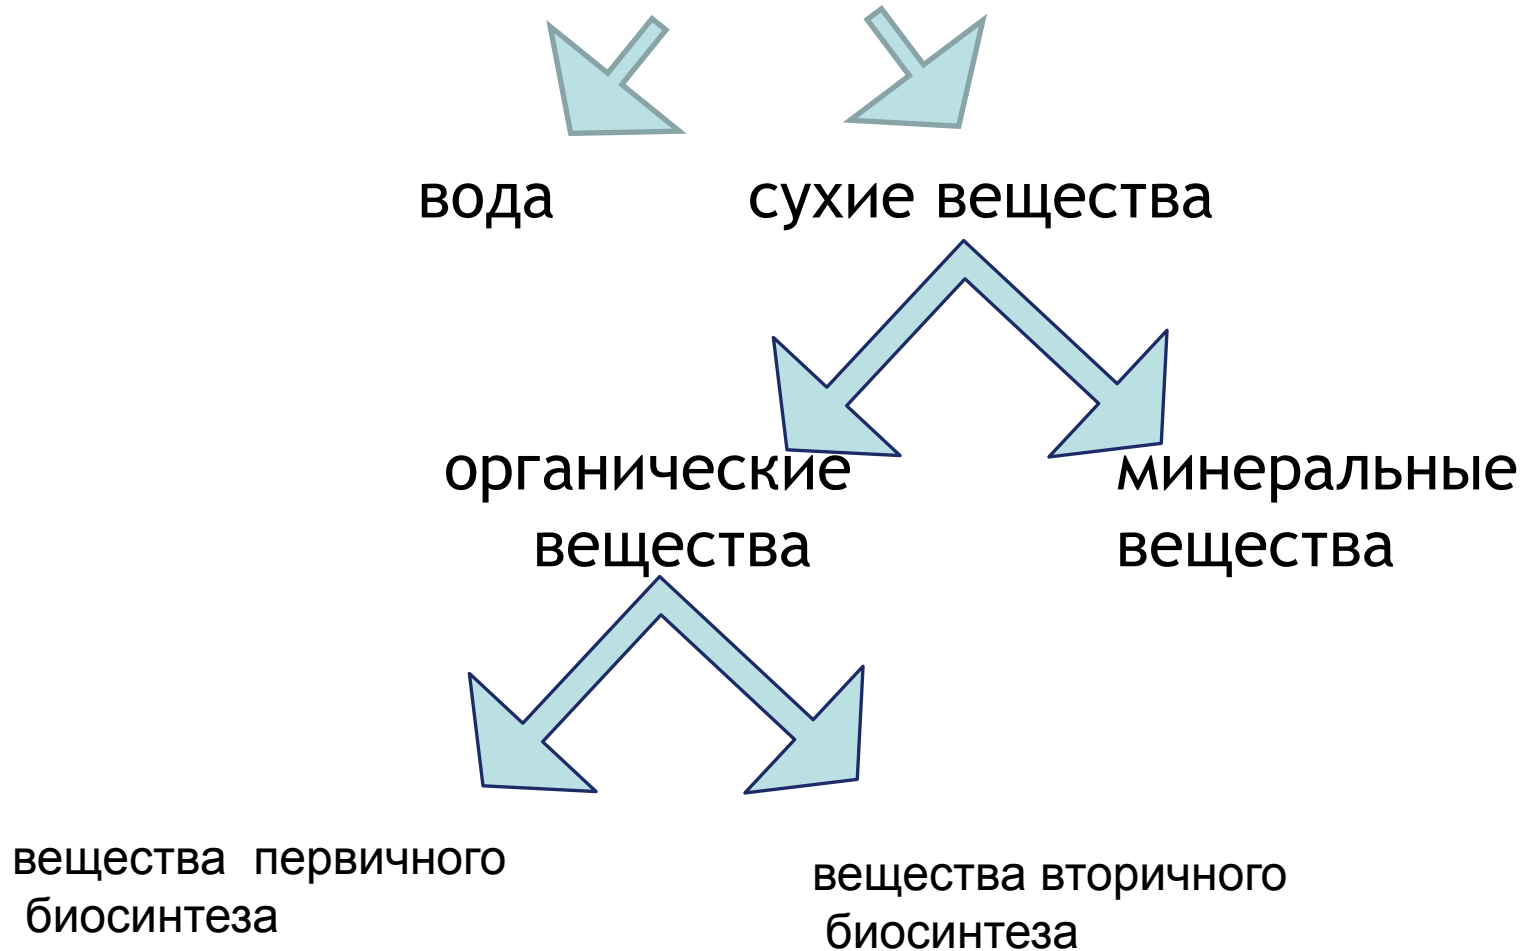 вода сухие вещества
органические минеральные
вещества вещества
вещества первичного
биосинтеза
вещества вторичного
биосинтеза